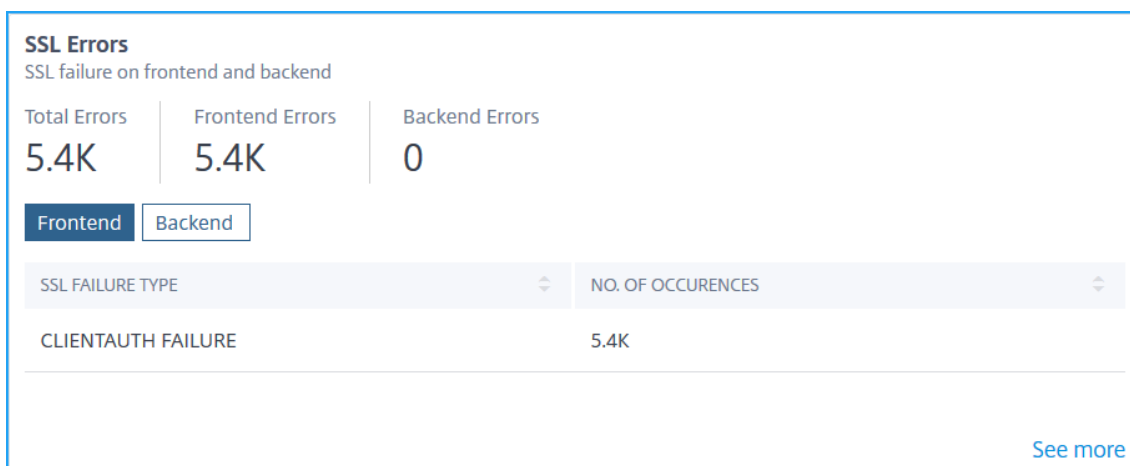 SSL Errors
SSL failure on frontend and backend
Total Errors Frontend Errors Backend Errors
5.4K 5.4K 0
Frontend Backend
SSL FAILURE TYPE NO. OF OCCURENCES
CLIENTAUTH FAILURE 5.4K
See more